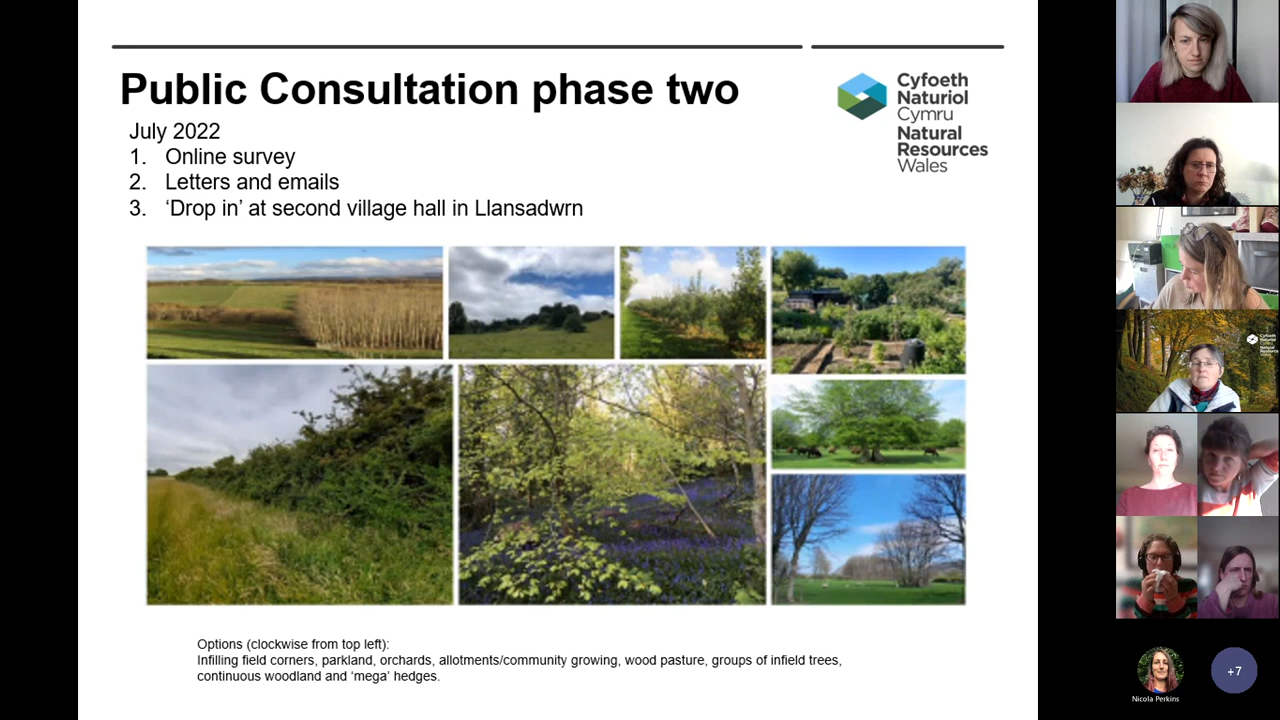 Public Consultation phase two
July 2022
1. Online survey
2. Letters and emails
3. ‘Drop in’ at second village hall in Llansadwrn
Cyfoeth
Naturiol
Cymru
Natural
Resources
Wales
Options (clockwise from top left):
Infilling field corners, parkland, orchards, allotments/community growing, wood pasture, groups of infield trees,
continuous woodland and ‘mega’ hedges.
Nicola Perkins
+7